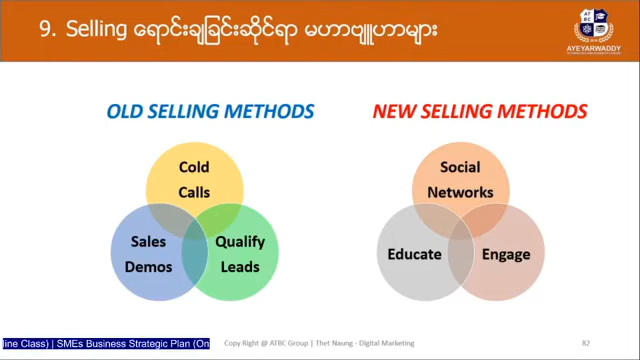 9. Selling ရောင်းချခြင်းဆိုင်ရာ မဟာဗျူဟာများ
AT
BC
AYEYARWADDY
OLD SELLING METHODS
NEW SELLING METHODS
Cold
Calls
Sales
Demos
Qualify
Leads
Social
Networks
Educate
Engage
line Class) | SMEs Business Strategic Plan (On
Copy Right @ ATBC Group | Thet Naung - Digital Marketing
82